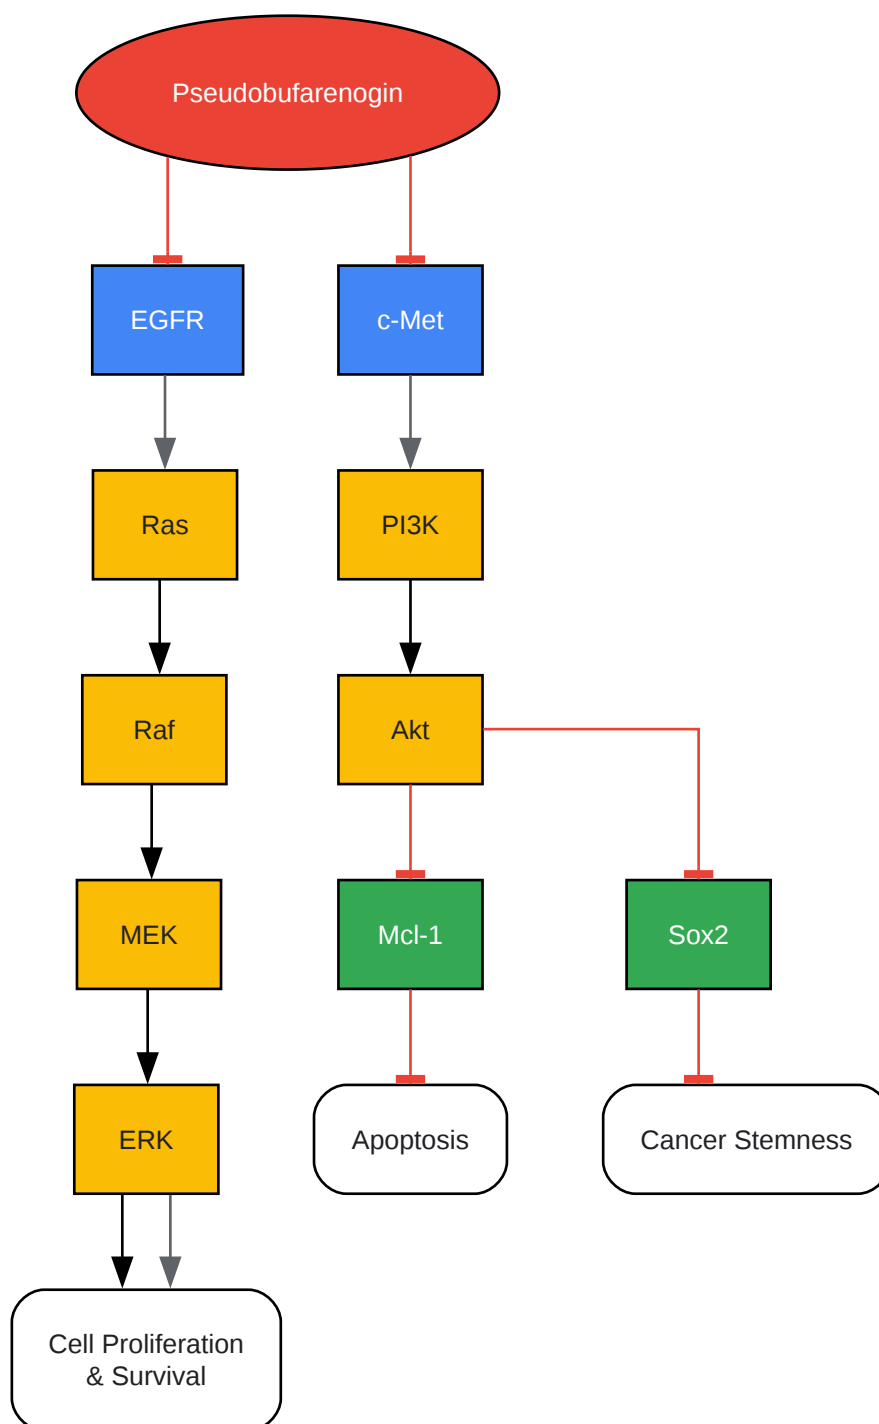 Pseudobufarenogin
EGFR
c-Met
Ras
PI3K
Raf
Akt
MEK
Mcl-1
Sox2
ERK
Apoptosis
Cancer Stemness
Cell Proliferation
& Survival